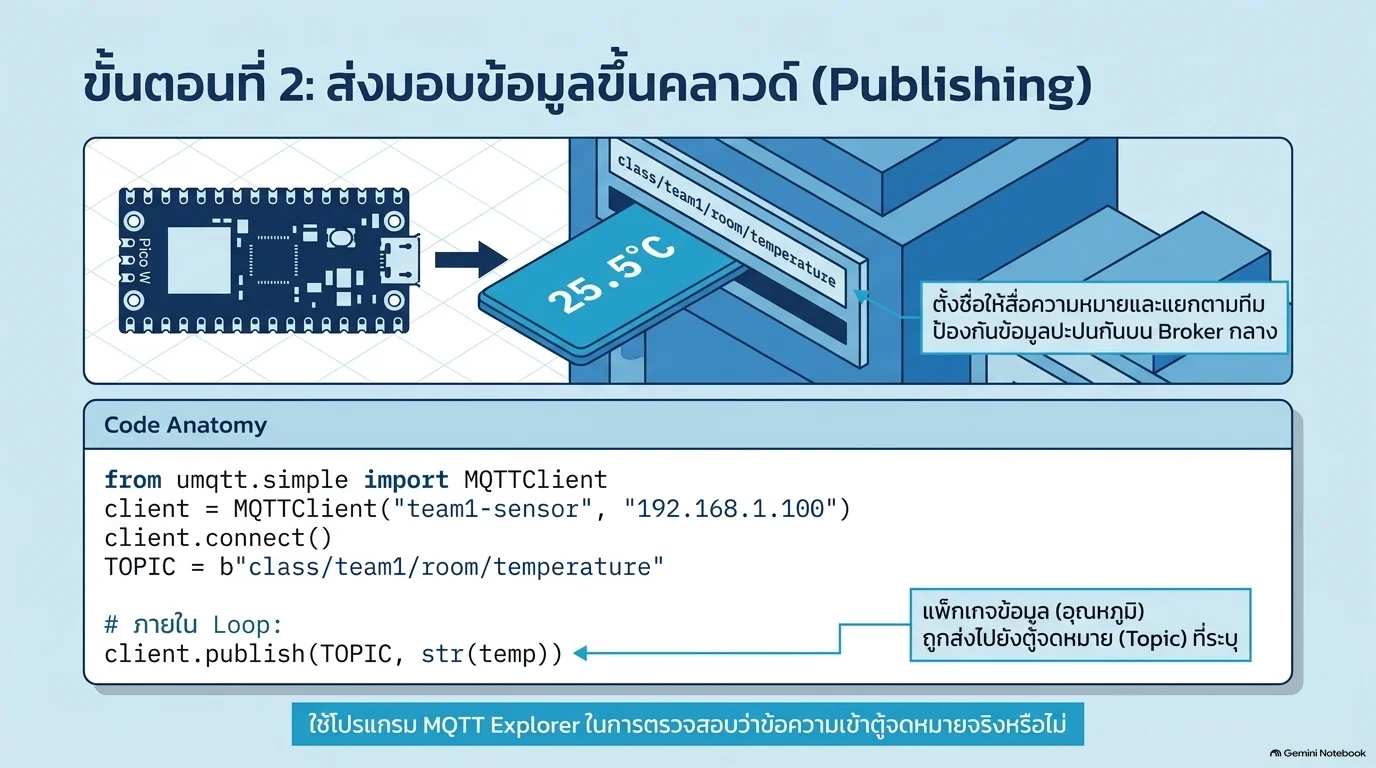 ขั้นตอนที่ 2: ส่งมอบข้อมูลขึ้นคลาวด์ (Publishing)
Pico W
25.5°C
class/team1/room/temperature
ตั้งชื่อให้สื่อความหมายและแยกตามทีม
ป้องกันข้อมูลปะปนกันบน Broker กลาง
Code Anatomy
from umqtt.simple import MQTTClient
client = MQTTClient("team1-sensor", "192.168.1.100")
client.connect()
TOPIC = b"class/team1/room/temperature"
# ภายใน Loop:
client.publish(TOPIC, str(temp))
แพ็กเกจข้อมูล (อุณหภูมิ)
ถูกส่งไปยังตู้จดหมาย (Topic) ที่ระบุ
ใช้โปรแกรม MQTT Explorer ในการตรวจสอบว่าข้อความเข้าตู้จดหมายจริงหรือไม่
Gemini Notebook